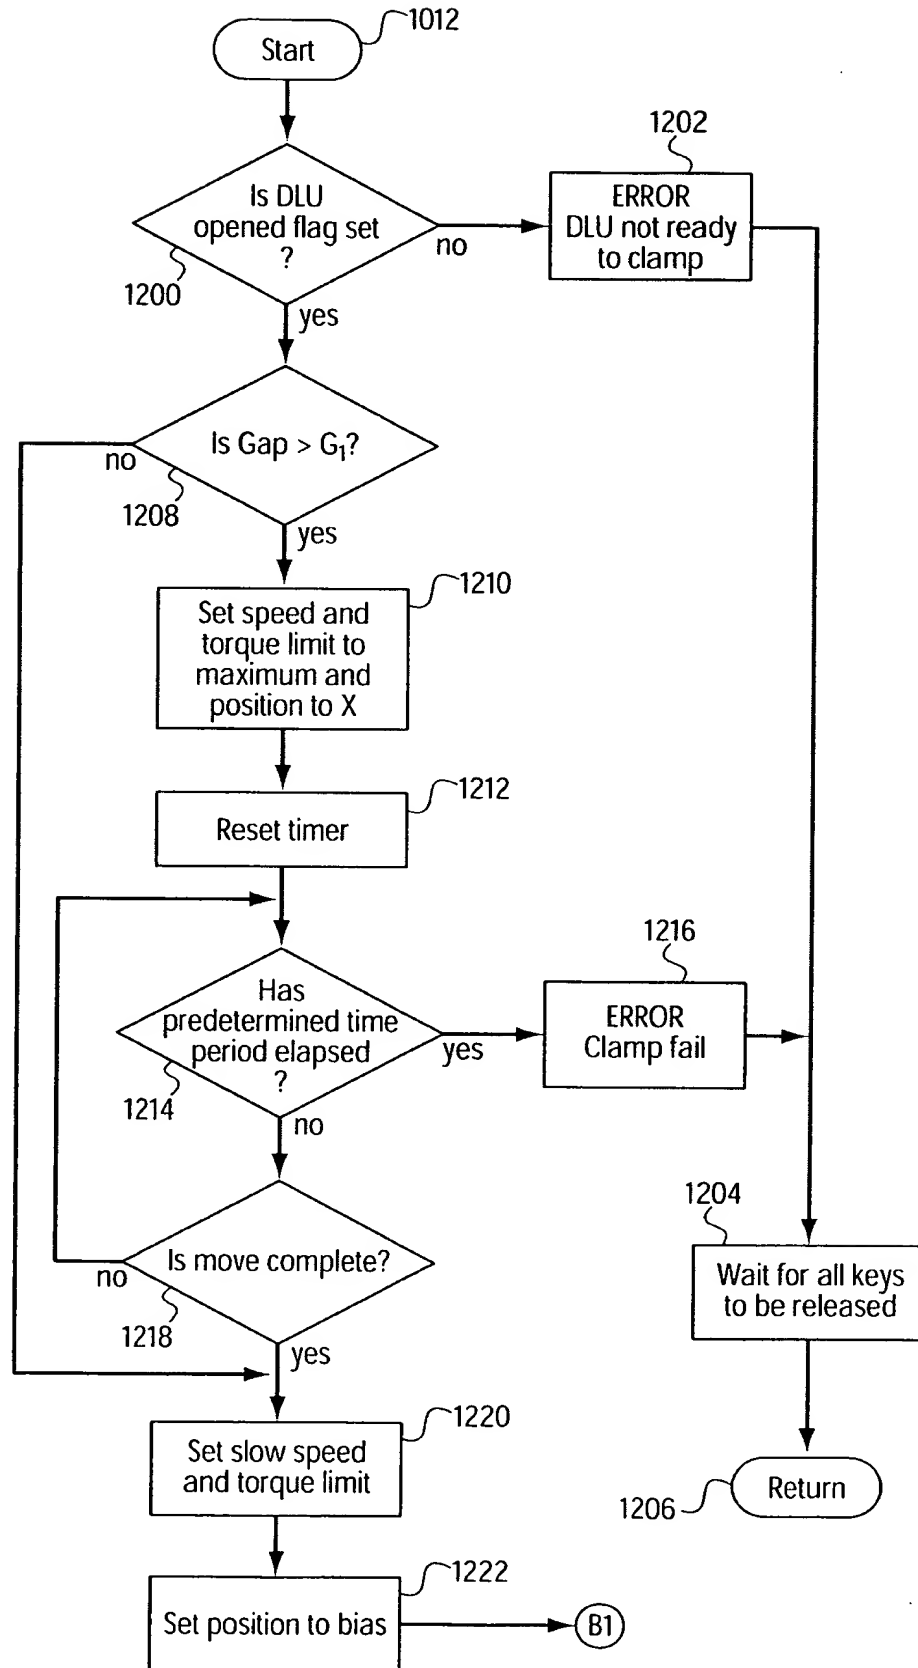 1012
Start
1202
Is DLU
opened flag set
?
no
ERROR
DLU not ready
to clamp
1200
yes
Is Gap > G₁?
no
1208
yes
1210
Set speed and
torque limit to
maximum and
position to X
1212
Reset timer
1216
Has
predetermined time
period elapsed
?
yes
ERROR
Clamp fail
1214
no
1204
Is move complete?
no
Wait for all keys
to be released
1218
yes
1220
Set slow speed
and torque limit
Return
1206
1222
Set position to bias
B1